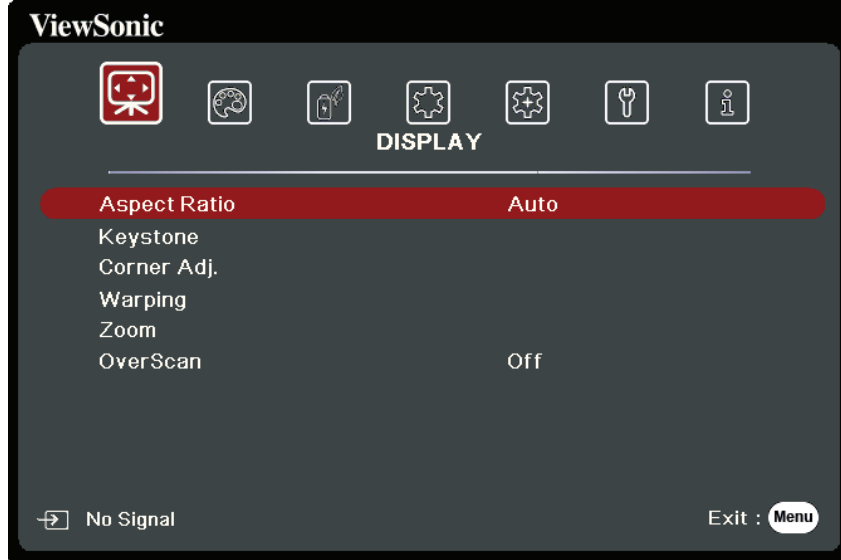 ViewSonic
DISPLAY
Aspect Ratio Auto
Keystone
Corner Adj.
Warping
Zoom
OverScan Off
No Signal Exit : Menu